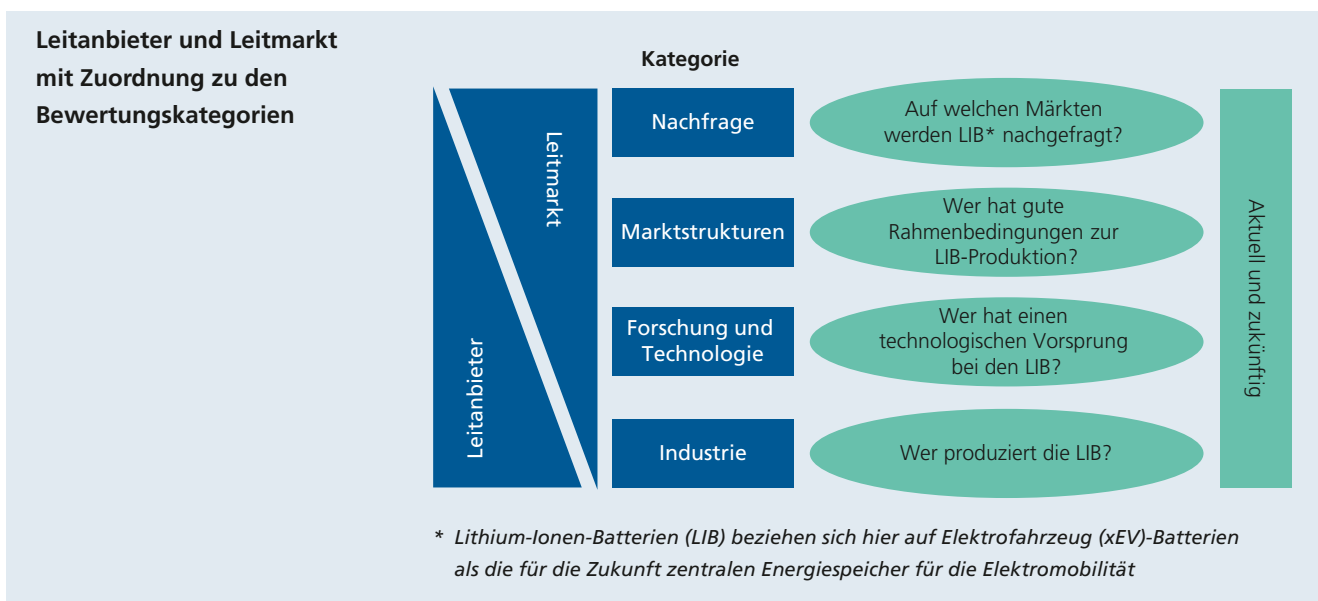 Leitanbieter und Leitmarkt
mit Zuordnung zu den
Bewertungskategorien
Kategorie
Leitmarkt
Leitanbieter
Nachfrage
Auf welchen Märkten
werden LIB* nachgefragt?
Marktstrukturen
Wer hat gute
Rahmenbedingungen zur
LIB-Produktion?
Forschung und
Technologie
Wer hat einen
technologischen Vorsprung
bei den LIB?
Industrie
Wer produziert die LIB?
Aktuell und zukünftig
* Lithium-Ionen-Batterien (LIB) beziehen sich hier auf Elektrofahrzeug (xEV)-Batterien
als die für die Zukunft zentralen Energiespeicher für die Elektromobilität